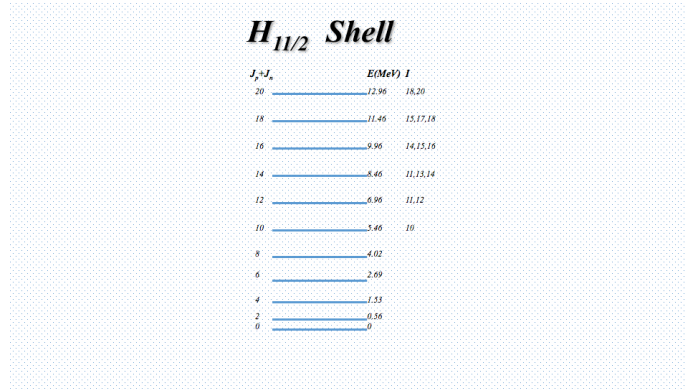 H11/2 Shell
Jp+Jn E(MeV) I
20 12.96 18,20
18 11.46 15,17,18
16 9.96 14,15,16
14 8.46 11,13,14
12 6.96 11,12
10 5.46 10
8 4.02
6 2.69
4 1.53
2 0.56
0 0